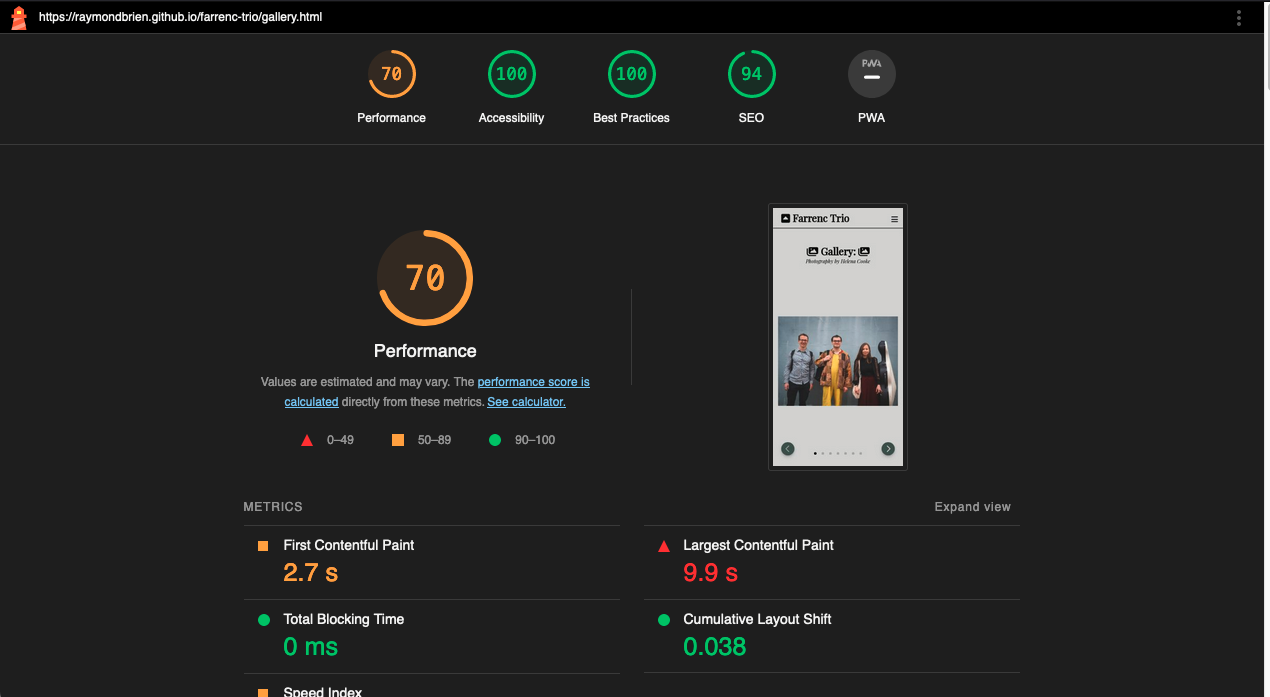 https://raymondbrien.github.io/farrenc-trio/gallery.html
70
100
100
94
PWA
Performance
Accessibility
Best Practices
SEO
PWA
70
Performance
Values are estimated and may vary. The performance score is
calculated directly from these metrics. See calculator.
0–49
50–89
90–100
Farrenc Trio
Gallery:
Photography by Helena Cooke
METRICS
Expand view
First Contentful Paint
2.7 s
Largest Contentful Paint
9.9 s
Total Blocking Time
0 ms
Cumulative Layout Shift
0.038
Speed Index